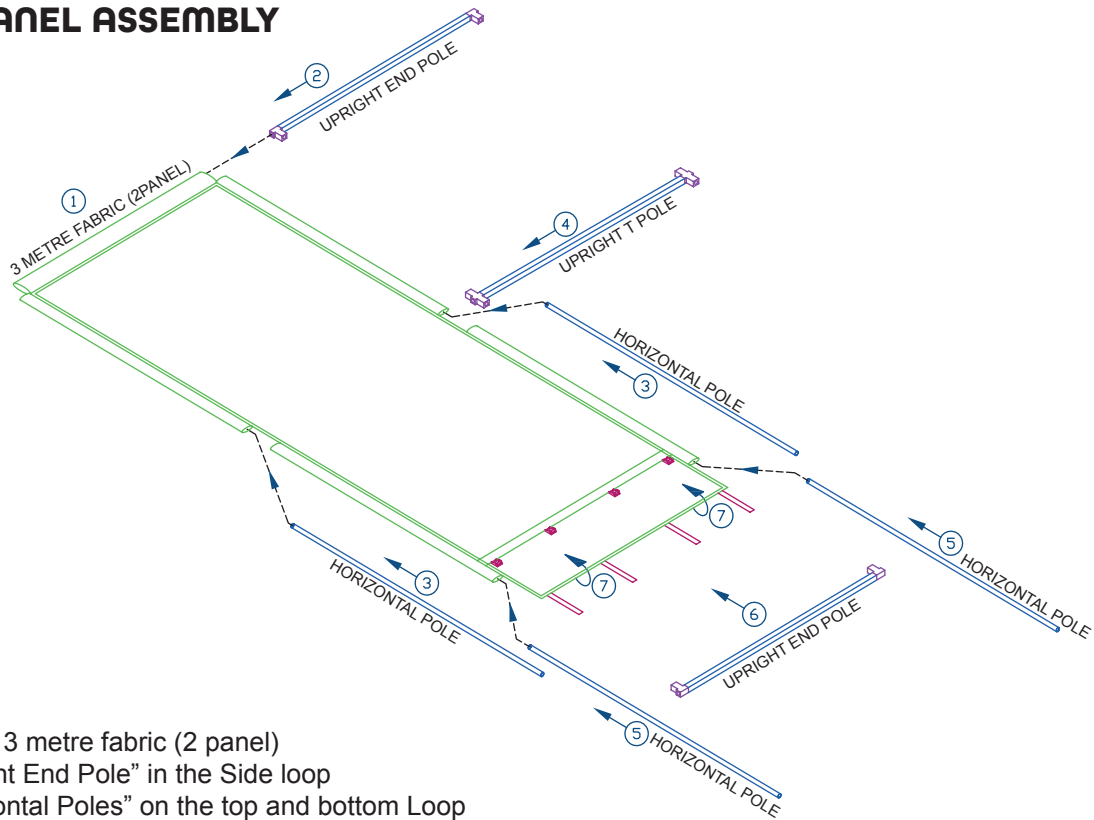 ANEL ASSEMBLY
2
UPRIGHT END POLE
1
3 METRE FABRIC (2PANEL)
4
UPRIGHT T POLE
HORIZONTAL POLE
3
7
5
HORIZONTAL POLE
3
HORIZONTAL POLE
7
6
UPRIGHT END POLE
5
HORIZONTAL POLE
3 metre fabric (2 panel)
nt End Pole” in the Side loop
ontal Poles” on the top and bottom Loop